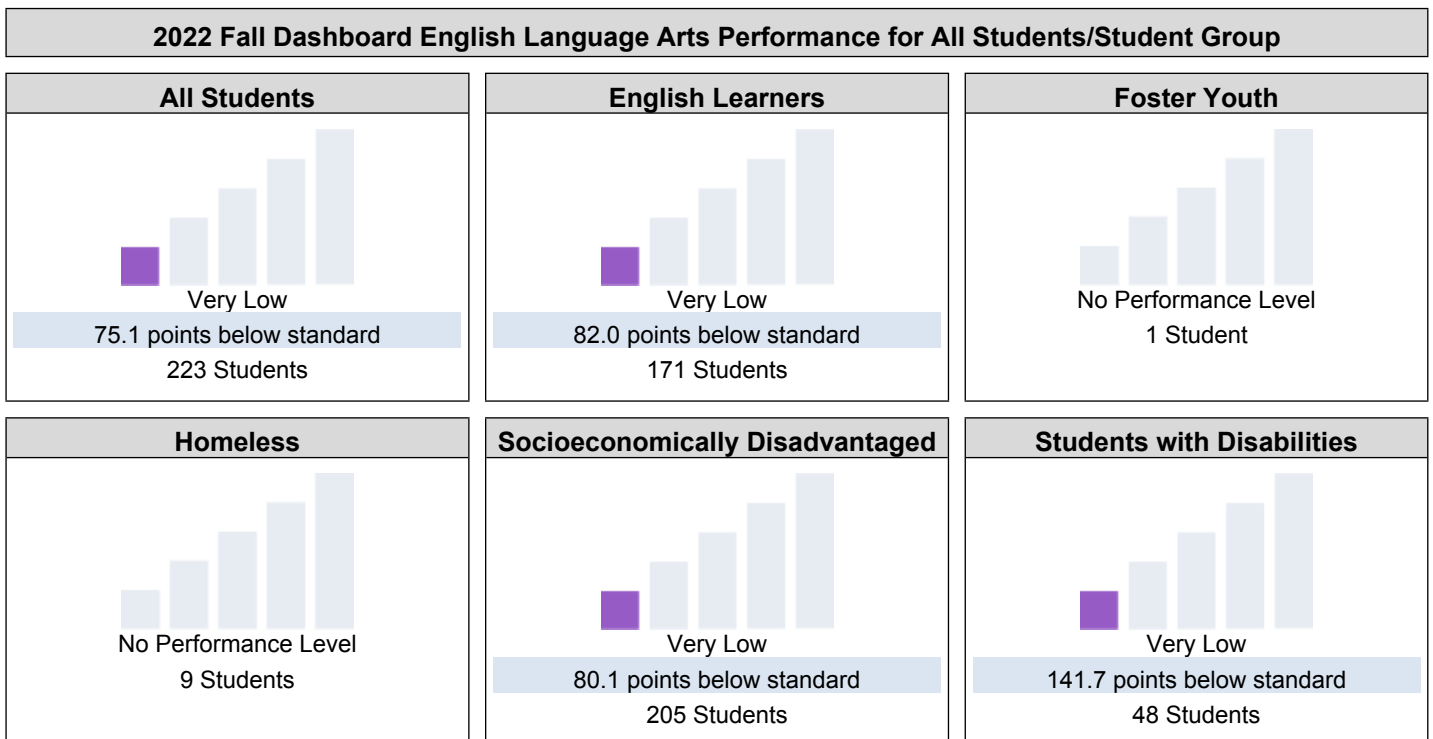 2022 Fall Dashboard English Language Arts Performance for All Students/Student Group
All Students
Very Low
75.1 points below standard
223 Students
English Learners
Very Low
82.0 points below standard
171 Students
Foster Youth
No Performance Level
1 Student
Homeless
No Performance Level
9 Students
Socioeconomically Disadvantaged
Very Low
80.1 points below standard
205 Students
Students with Disabilities
Very Low
141.7 points below standard
48 Students